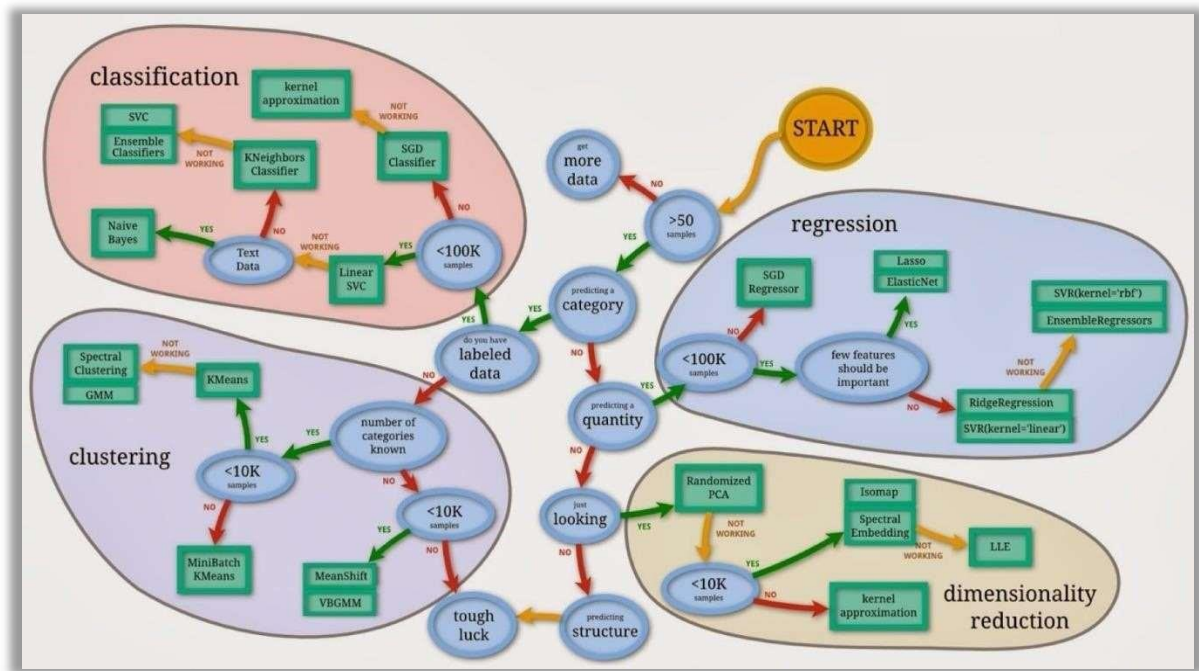 classification
kernel
approximation
NOT
WORKING
SVC
Ensemble
Classifiers
NOT
WORKING
KNeighbors
Classifier
SGD
Classifier
NO
NO
Naive
Bayes
YES
Text
Data
NOT
WORKING
Linear
SVC
YES
<100K
samples
START
get
more
data
NO
>50
samples
YES
predicting a
category
YES
NO
do you have
labeled
data
YES
NO
predicting a
quantity
YES
NO
just
looking
YES
NO
predicting
structure
tough
luck
regression
SGD
Regressor
NO
<100K
samples
YES
Lasso
ElasticNet
YES
few features
should be
important
NO
RidgeRegression
SVR(kernel='linear')
NOT
WORKING
SVR(kernel='rbf')
EnsembleRegressors
clustering
Spectral
Clustering
GMM
NOT
WORKING
KMeans
YES
<10K
samples
NO
MiniBatch
KMeans
YES
number of
categories
known
NO
<10K
samples
YES
NO
MeanShift
VBGMM
Randomized
PCA
NOT
WORKING
<10K
samples
YES
NO
Isomap
Spectral
Embedding
NOT
WORKING
LLE
kernel
approximation
dimensionality
reduction